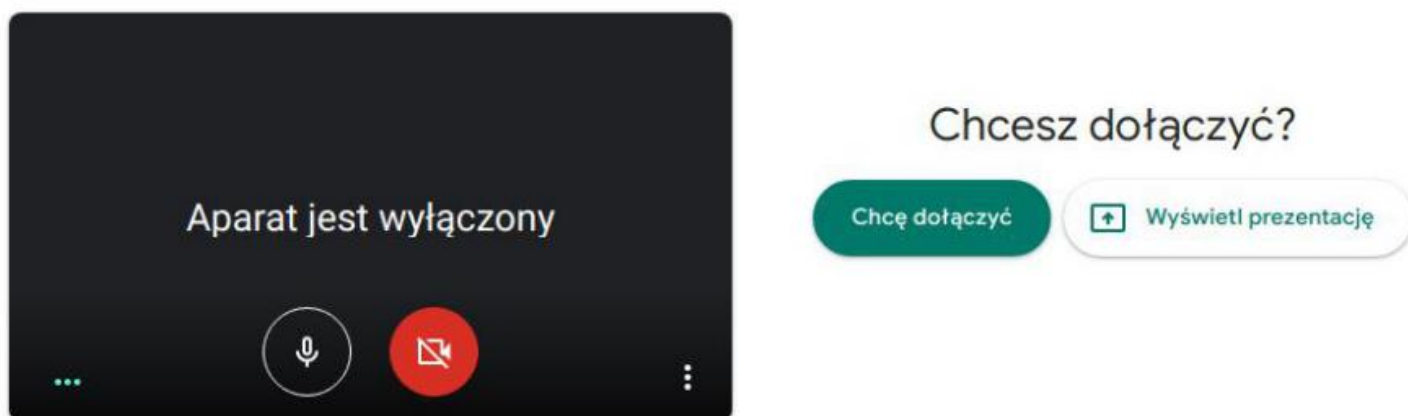 Aparat jest wyłączony
Chcesz dołączyć?
Chcę dołączyć
Wyświetl prezentację